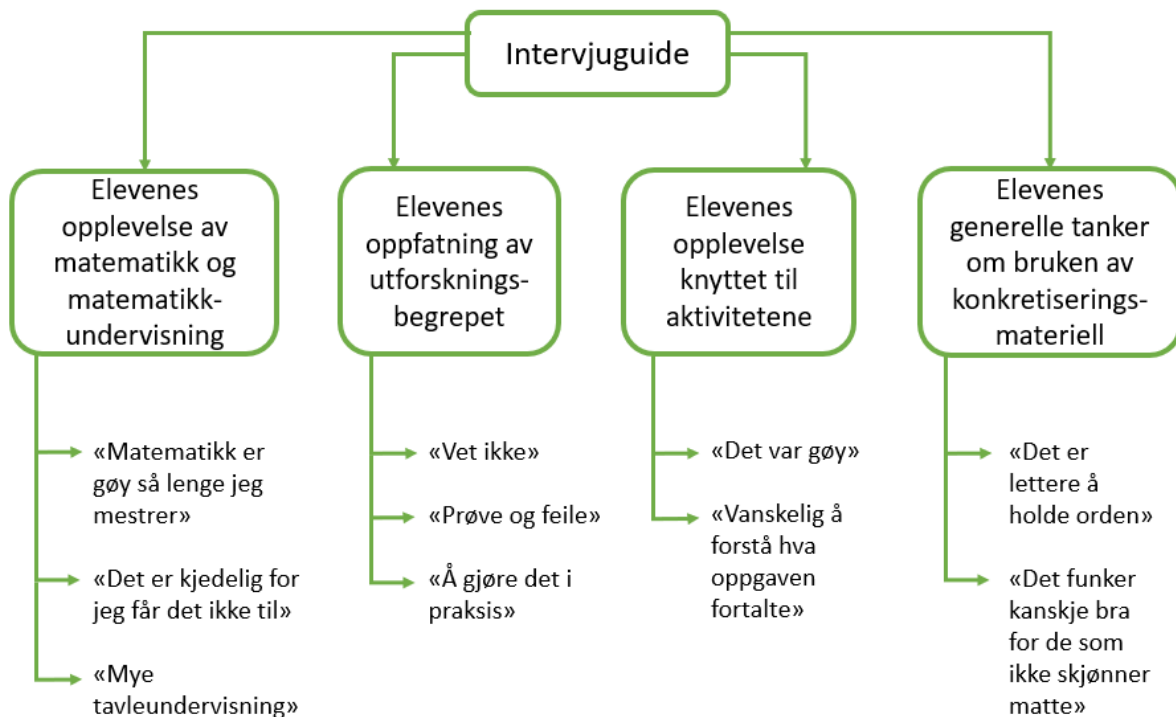 Intervjuguide
Elevenes
opplevelse av
matematikk og
matematikk-
undervisning
«Matematikk er
gøy så lenge jeg
mestrer»
«Det er kjedelig for
jeg får det ikke til»
«Mye
tavleundervisning»
Elevenes
oppfatning av
utforsknings-
begrepet
«Vet ikke»
«Prøve og feile»
«Å gjøre det i
praksis»
Elevenes
opplevelse
knyttet til
aktivitetene
«Det var gøy»
«Vanskelig å
forstå hva
oppgaven
fortalte»
Elevenes
generelle tanker
om bruken av
konkretiserings-
materiell
«Det er
lettere å
holde orden»
«Det funker
kanskje bra
for de som
ikke skjønner
matte»